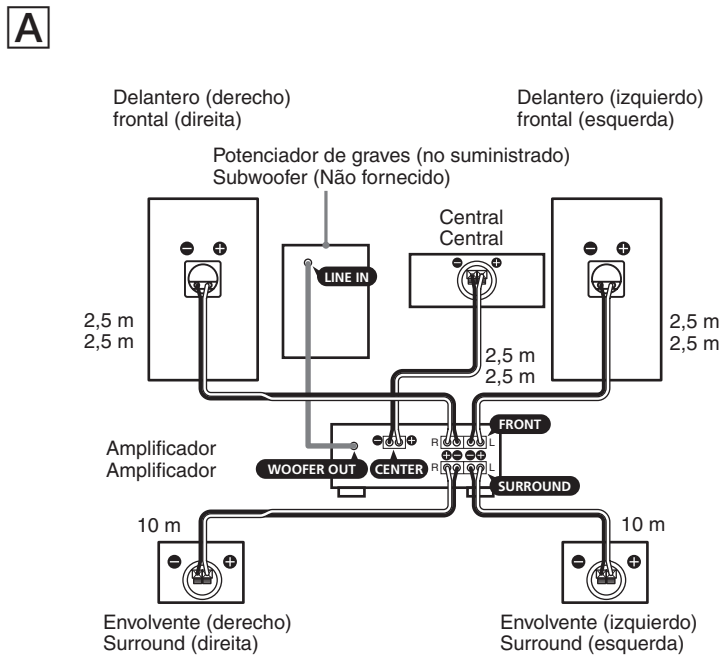 A
Delantero (derecho)
frontal (direita)
Delantero (izquierdo)
frontal (esquerda)
Potenciador de graves (no suministrado)
Subwoofer (Não fornecido)
Central
Central
LINE IN
2,5 m
2,5 m
2,5 m
2,5 m
2,5 m
2,5 m
FRONT
R
L
Amplificador
Amplificador
WOOFER OUT
CENTER
R
L
SURROUND
10 m
10 m
Envolvente (derecho)
Surround (direita)
Envolvente (izquierdo)
Surround (esquerda)